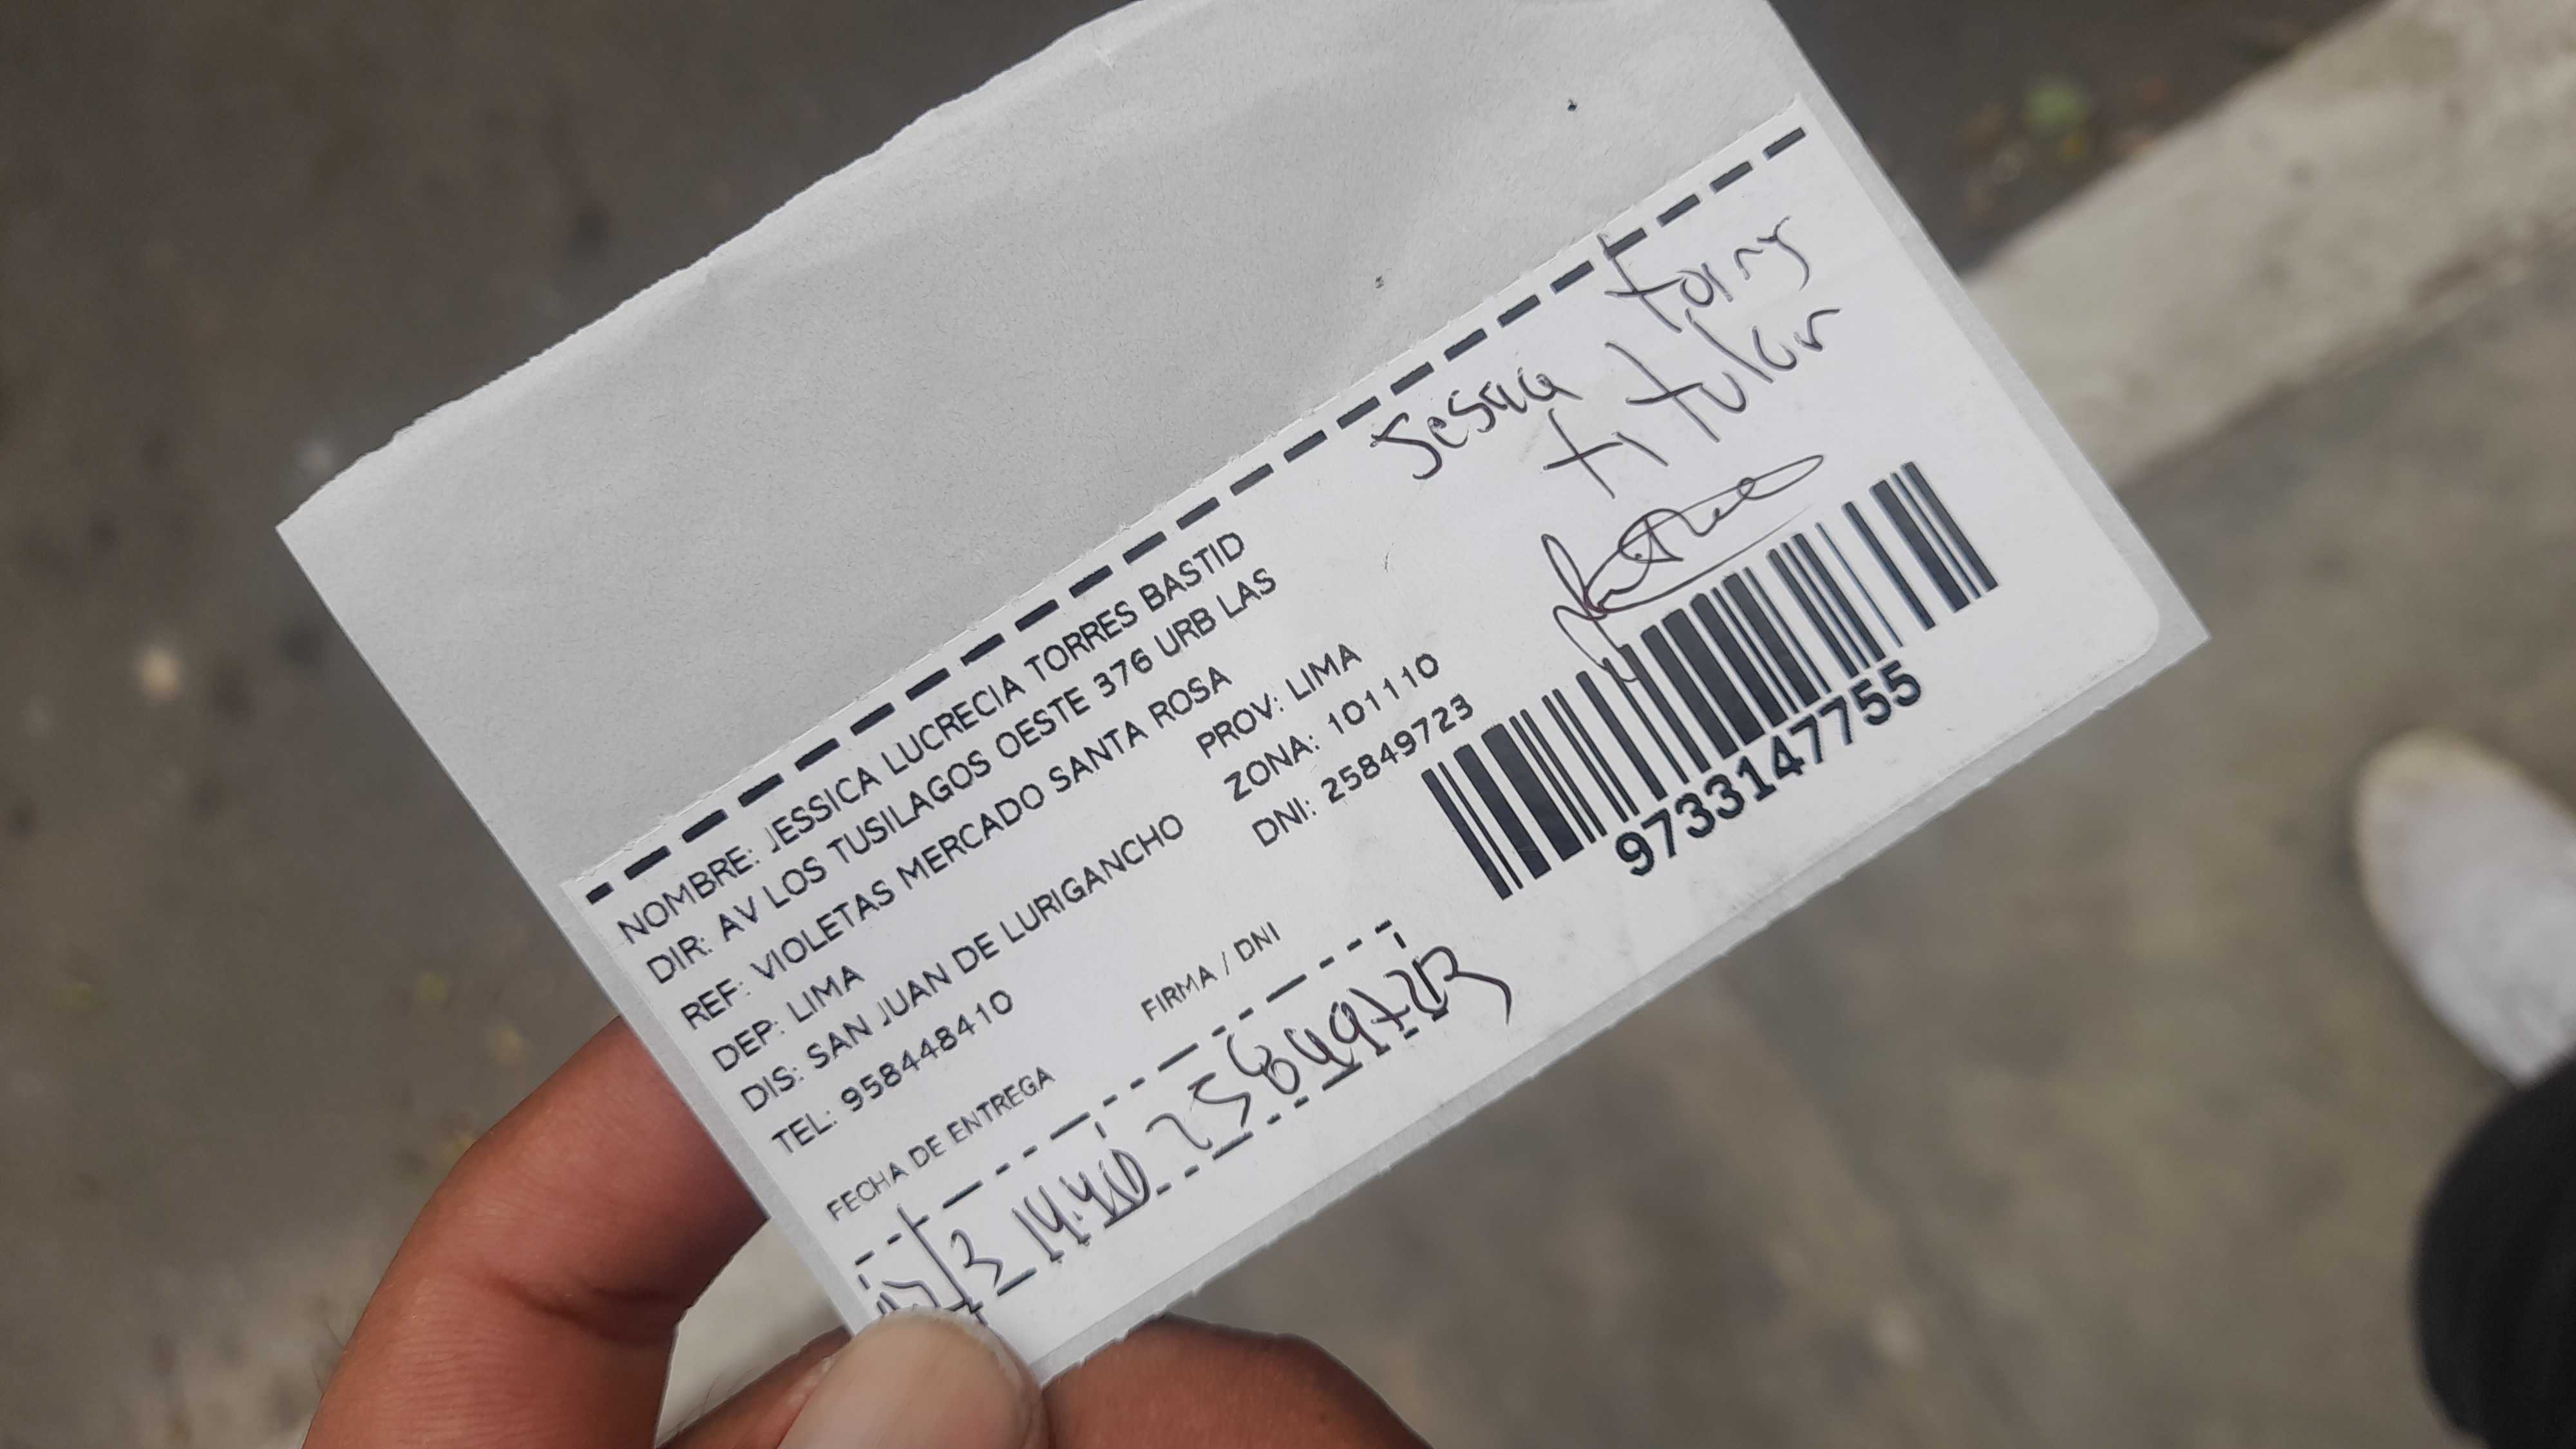 Jessica torres
titular
NOMBRE: JESSICA LUCRECIA TORRES BASTID
DIR: AV LOS TUSILAGOS OESTE 376 URB LAS
REF: VIOLETAS MERCADO SANTA ROSA
DEP: LIMA PROV: LIMA
DIS: SAN JUAN DE LURIGANCHO ZONA: 101110
TEL: 958448410 DNI: 25849723
9733147755
FECHA DE ENTREGA FIRMA / DNI
14:40 25849723